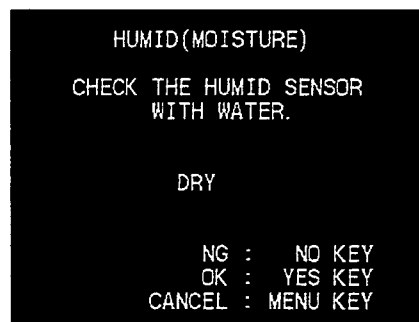 HUMID(MOISTURE)
CHECK THE HUMID SENSOR
WITH WATER.
DRY
NG : NO KEY
OK : YES KEY
CANCEL : MENU KEY